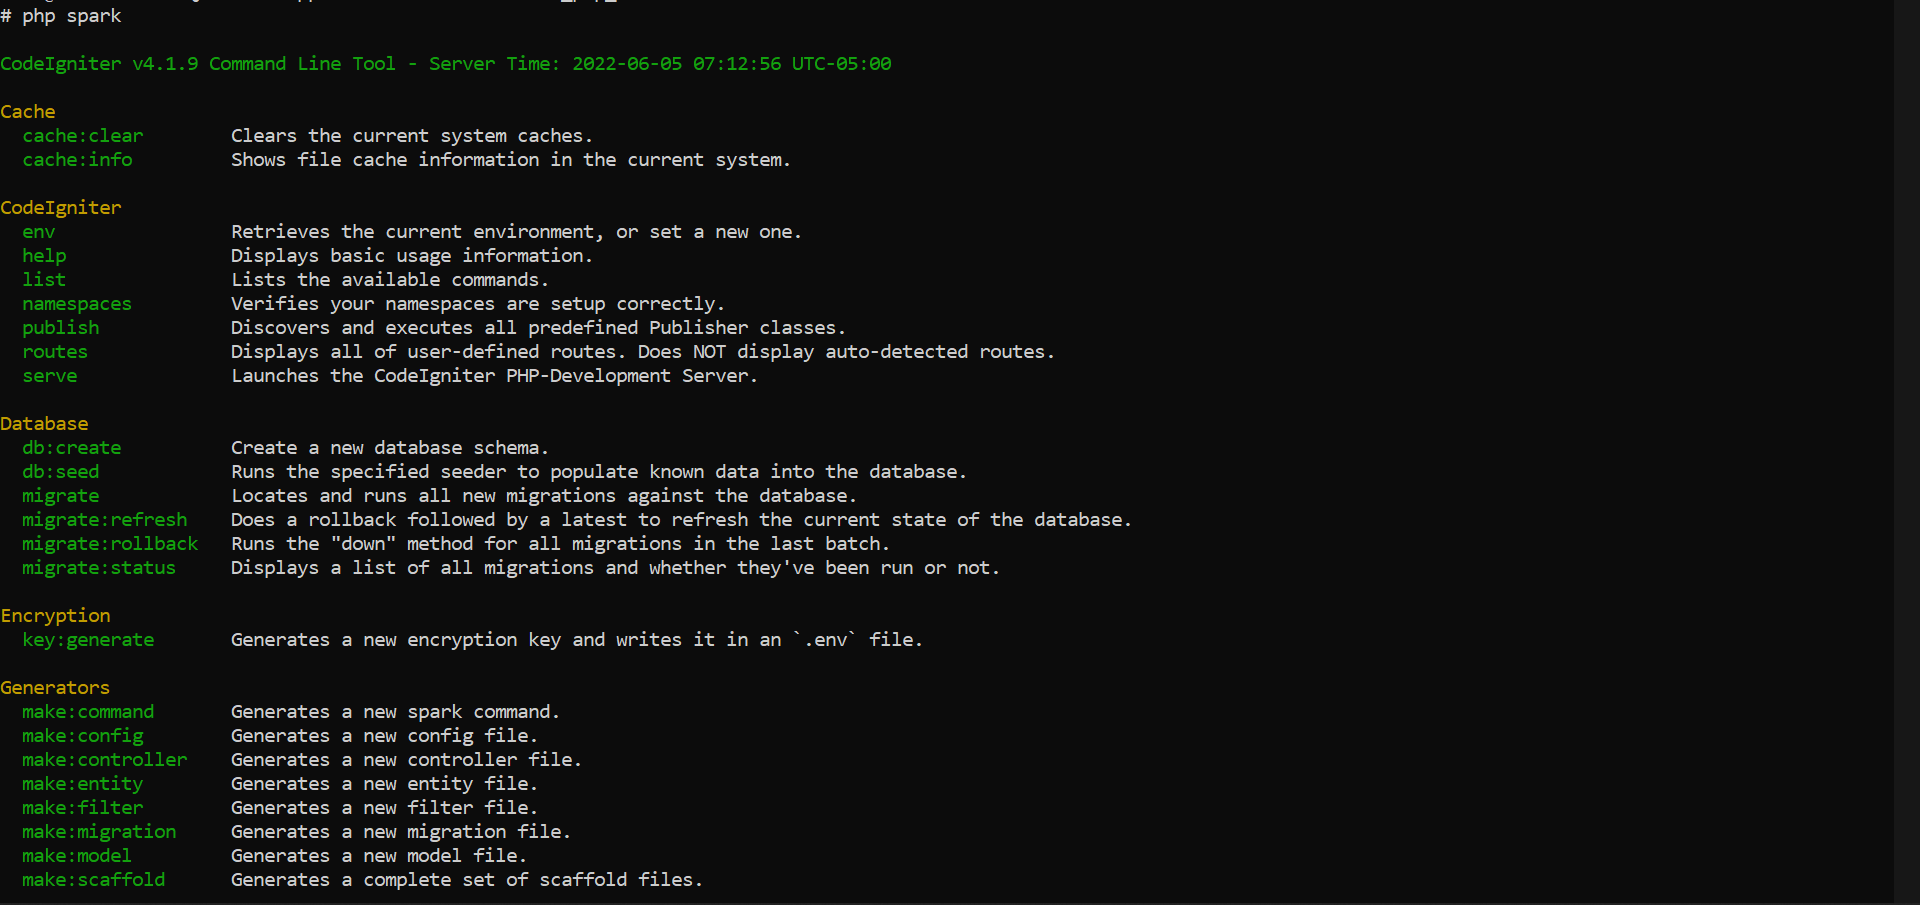 # php spark
CodeIgniter v4.1.9 Command Line Tool - Server Time: 2022-06-05 07:12:56 UTC-05:00
Cache
cache:clear Clears the current system caches.
cache:info Shows file cache information in the current system.
CodeIgniter
env Retrieves the current environment, or set a new one.
help Displays basic usage information.
list Lists the available commands.
namespaces Verifies your namespaces are setup correctly.
publish Discovers and executes all predefined Publisher classes.
routes Displays all of user-defined routes. Does NOT display auto-detected routes.
serve Launches the CodeIgniter PHP-Development Server.
Database
db:create Create a new database schema.
db:seed Runs the specified seeder to populate known data into the database.
migrate Locates and runs all new migrations against the database.
migrate:refresh Does a rollback followed by a latest to refresh the current state of the database.
migrate:rollback Runs the "down" method for all migrations in the last batch.
migrate:status Displays a list of all migrations and whether they've been run or not.
Encryption
key:generate Generates a new encryption key and writes it in an `.env` file.
Generators
make:command Generates a new spark command.
make:config Generates a new config file.
make:controller Generates a new controller file.
make:entity Generates a new entity file.
make:filter Generates a new filter file.
make:migration Generates a new migration file.
make:model Generates a new model file.
make:scaffold Generates a complete set of scaffold files.